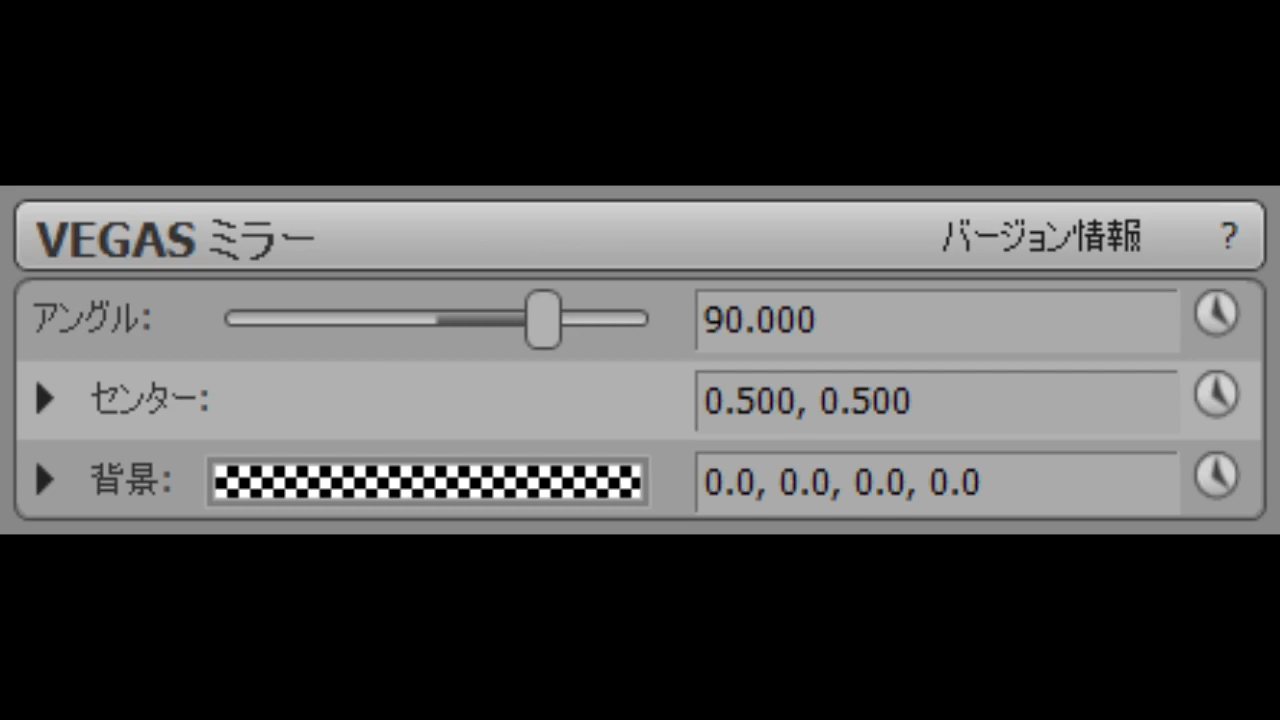 VEGAS ミラー バージョン情報 ?
アングル: 90.000
センター: 0.500, 0.500
背景: 0.0, 0.0, 0.0, 0.0